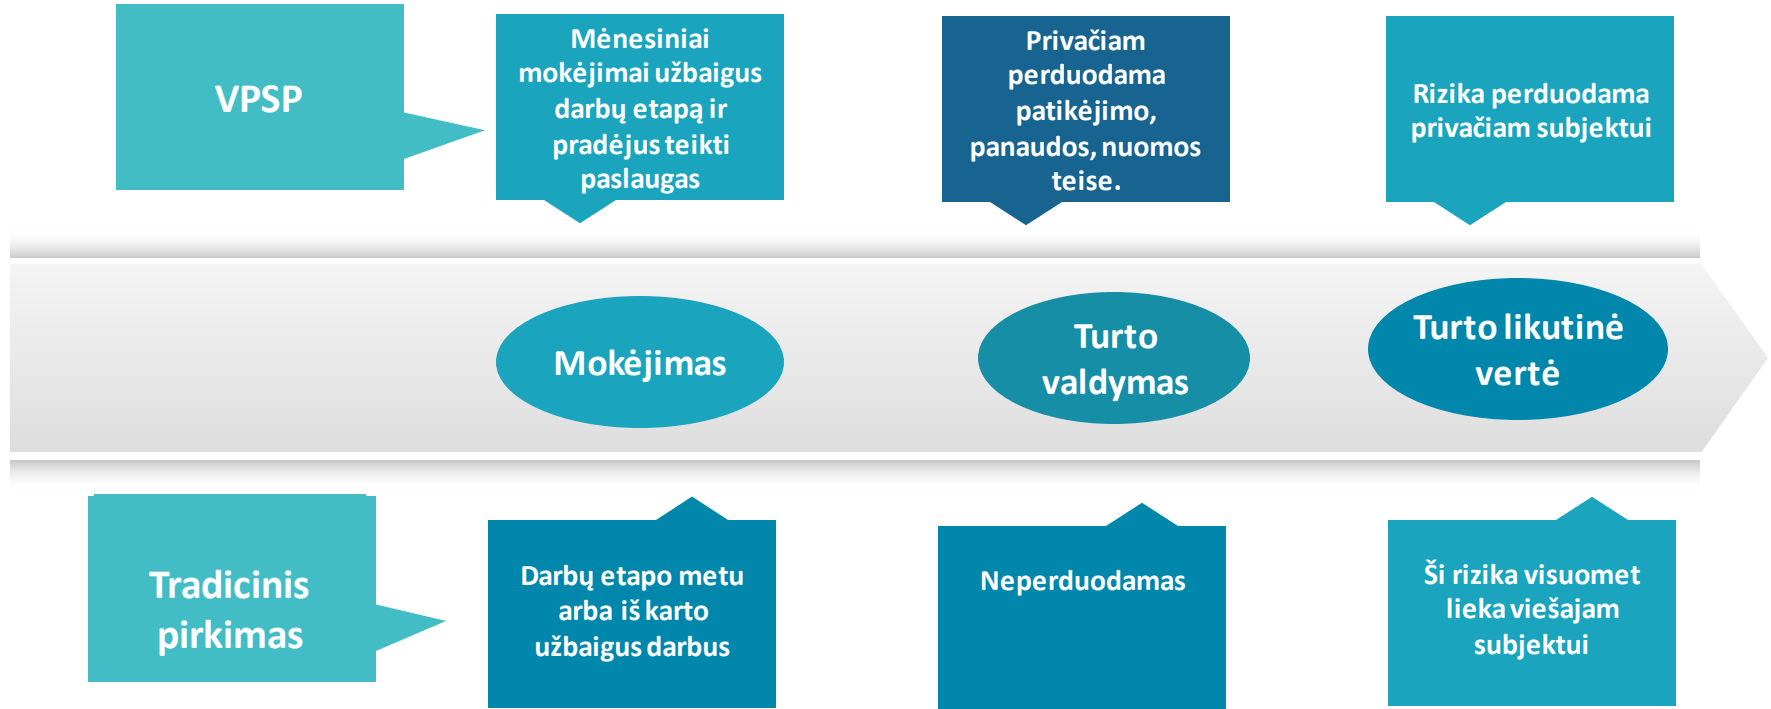 VPSP
Mėnesiniai
mokėjimai užbaigus
darbų etapą ir
pradėjus teikti
paslaugas
Privačiam
perduodama
patikėjimo,
panaudos, nuomos
teise.
Rizika perduodama
privačiam subjektui
Mokėjimas
Turto
valdymas
Turto likutinė
vertė
Tradicinis
pirkimas
Darbų etapo metu
arba iš karto
užbaigus darbus
Neperduodamas
Ši rizika visuomet
lieka viešajam
subjektui